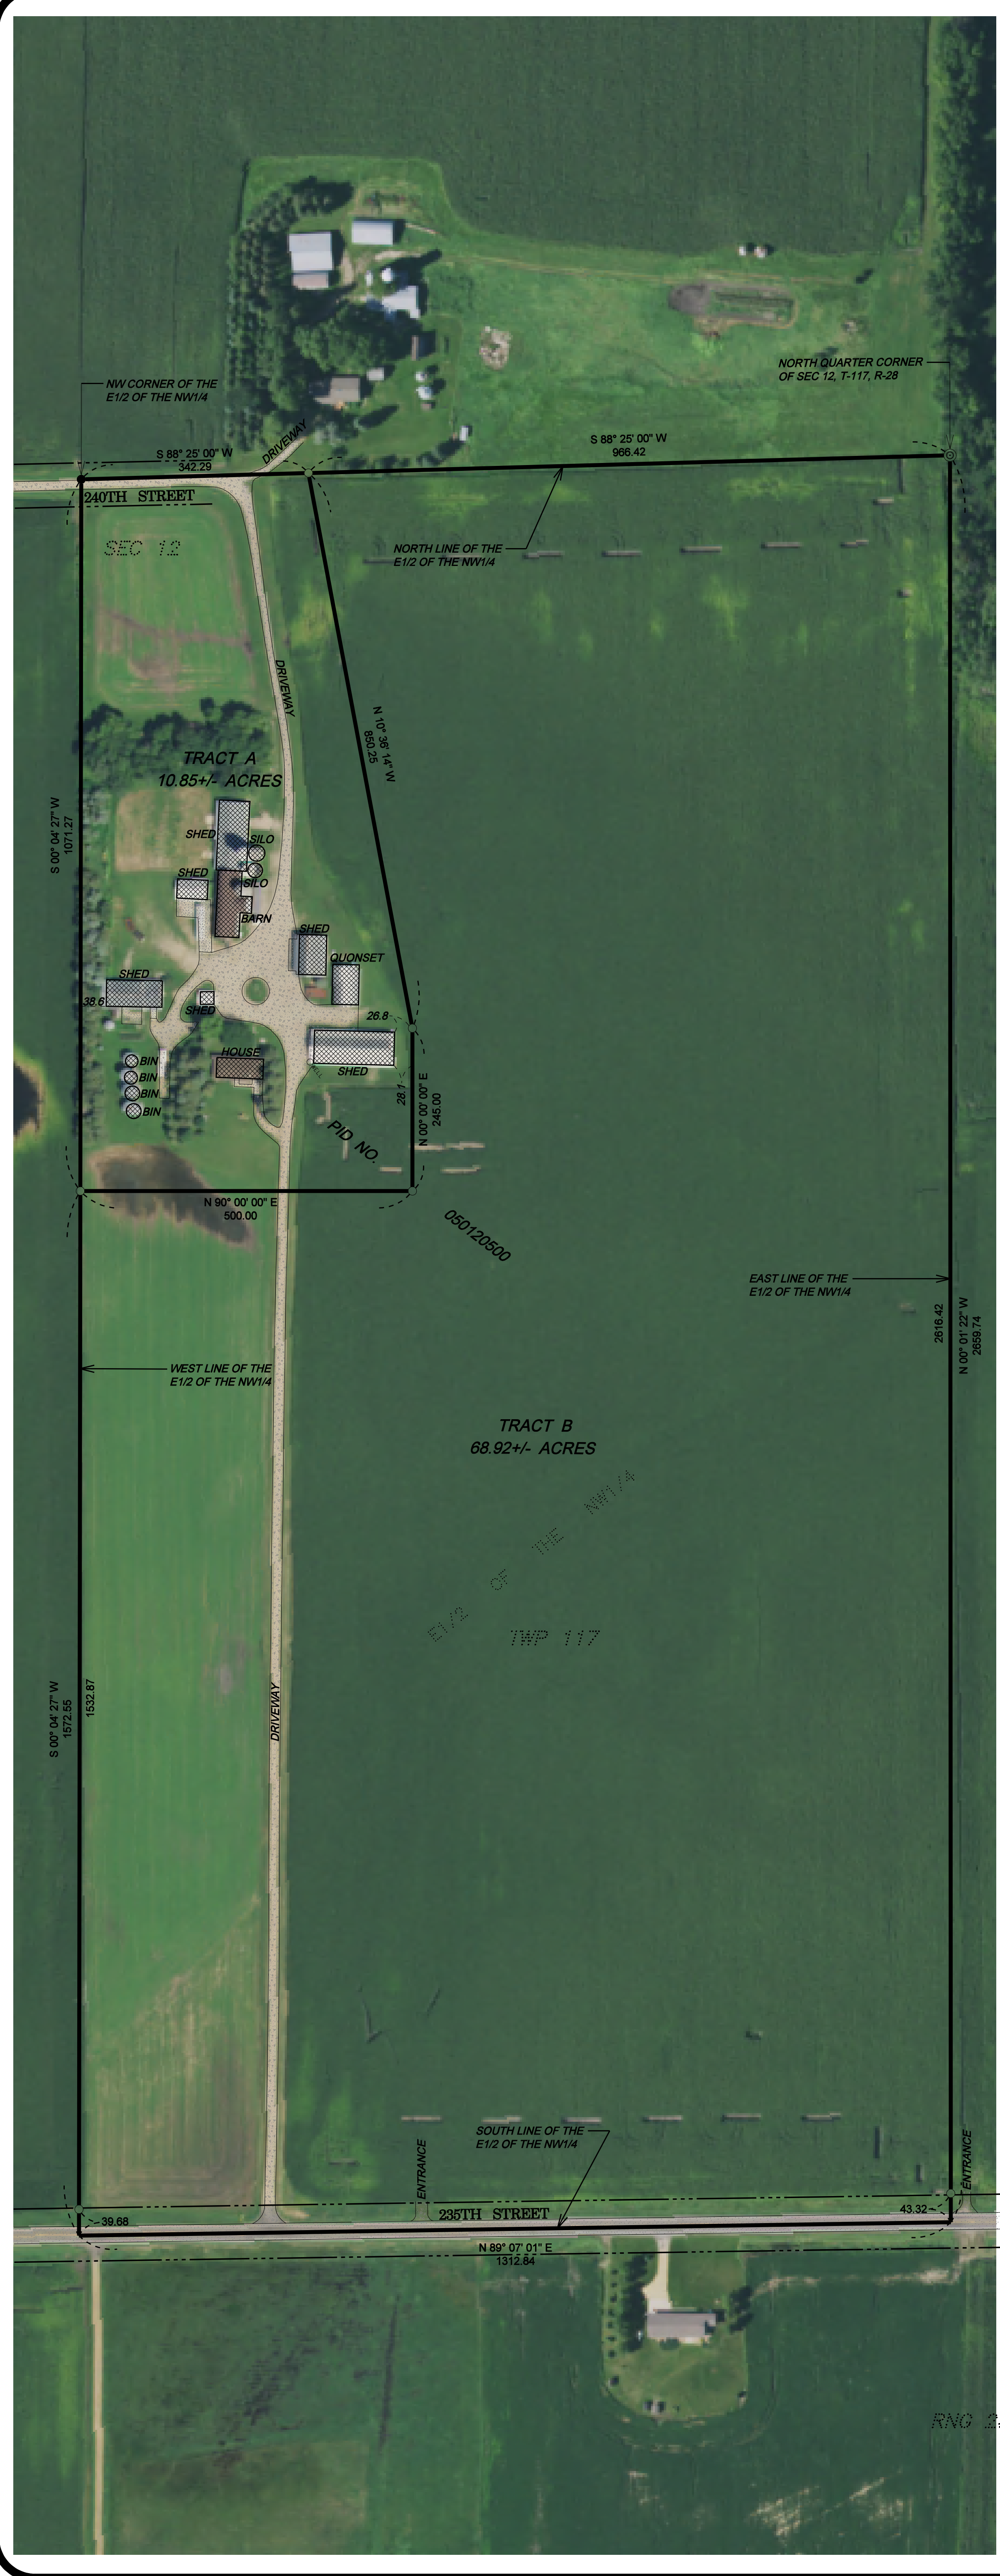 NW CORNER OF THE
E1/2 OF THE NW1/4
NORTH QUARTER CORNER
OF SEC 12, T-117, R-28
S 88° 25' 00" W
342.29
DRIVEWAY
S 88° 25' 00" W
966.42
240TH STREET
SEC 12
NORTH LINE OF THE
E1/2 OF THE NW1/4
DRIVEWAY
N 10° 36' 14" W
850.25
TRACT A
10.85+/- ACRES
S 00° 04' 27" W
1071.27
SHED
SILO
SHED
SILO
BARN
SHED
QUONSET
SHED
38.6
SHED
26.8
HOUSE
BIN
BIN
BIN
BIN
SHED
WELL
28.1
N 00° 00' 00" E
245.00
PID NO.
050120500
N 90° 00' 00" E
500.00
EAST LINE OF THE
E1/2 OF THE NW1/4
2616.42
N 00° 01' 22" W
2659.74
WEST LINE OF THE
E1/2 OF THE NW1/4
TRACT B
68.92+/- ACRES
E1/2 OF THE NW1/4
TWP 117
S 00° 04' 27" W
1572.55
1532.87
DRIVEWAY
SOUTH LINE OF THE
E1/2 OF THE NW1/4
ENTRANCE
ENTRANCE
235TH STREET
39.68
43.32
N 89° 07' 01" E
1312.84
RNG